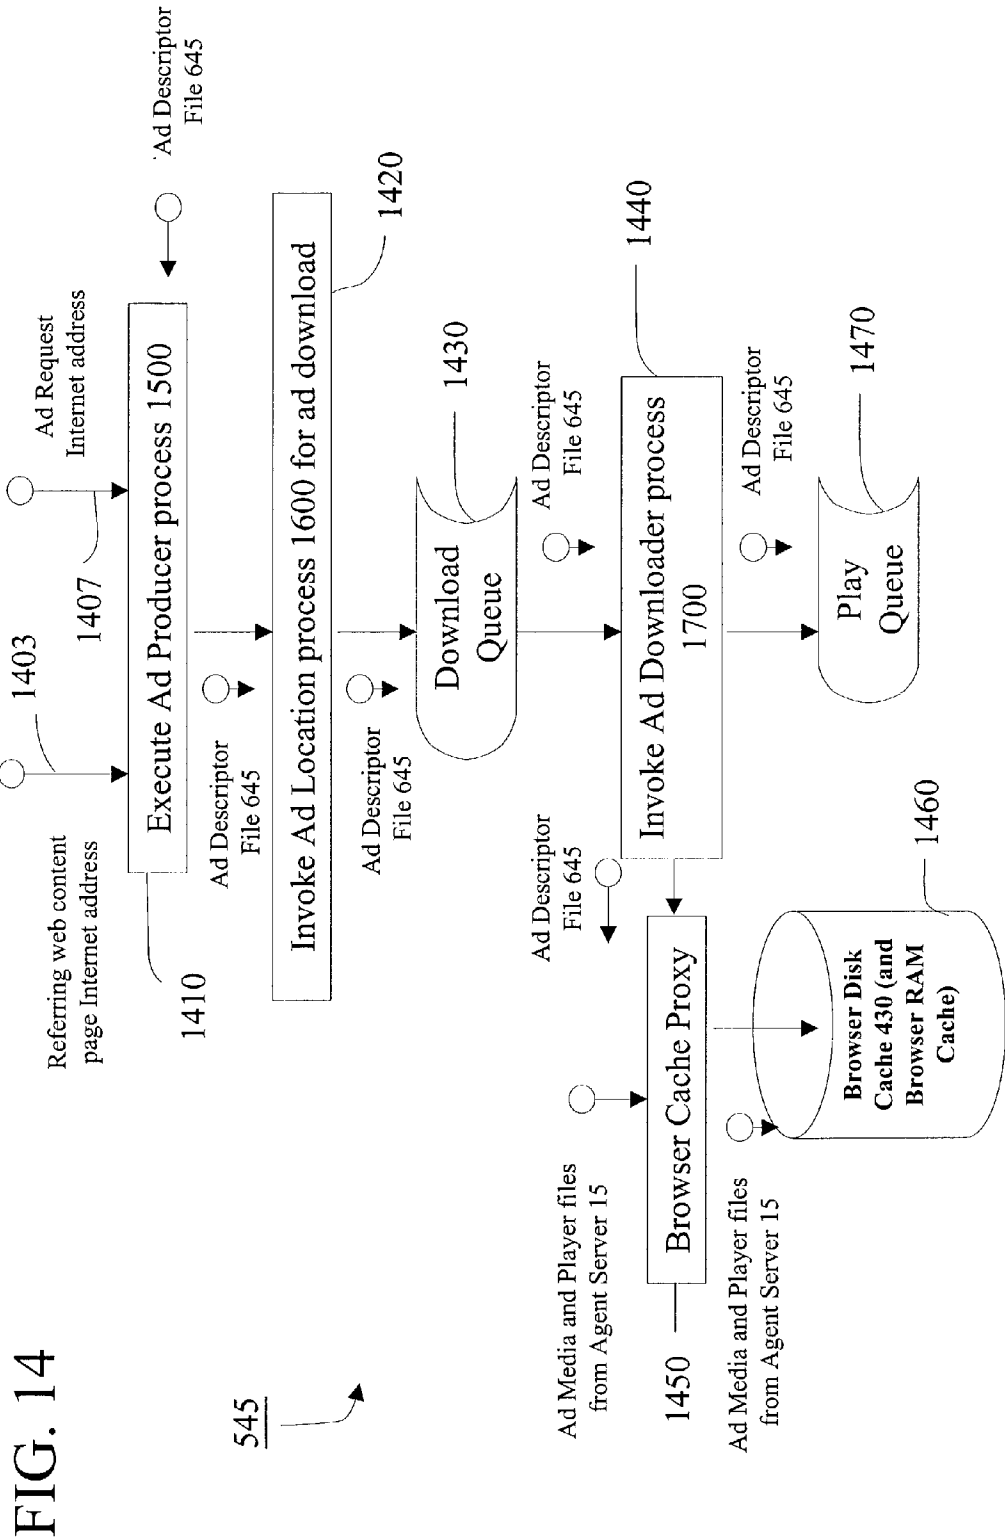 FIG. 14
545
Referring web content
page Internet address
1403
1407
Ad Request
Internet address
'Ad Descriptor
File 645
1410
Execute Ad Producer process 1500
Ad Descriptor
File 645
Invoke Ad Location process 1600 for ad download
1420
Ad Descriptor
File 645
Download
Queue
1430
Ad Descriptor
File 645
Ad Descriptor
File 645
Invoke Ad Downloader process
1700
1440
Ad Media and Player files
from Agent Server 15
1450
Browser Cache Proxy
Ad Descriptor
File 645
Ad Media and Player files
from Agent Server 15
Browser Disk
Cache 430 (and
Browser RAM
Cache)
1460
Play
Queue
1470